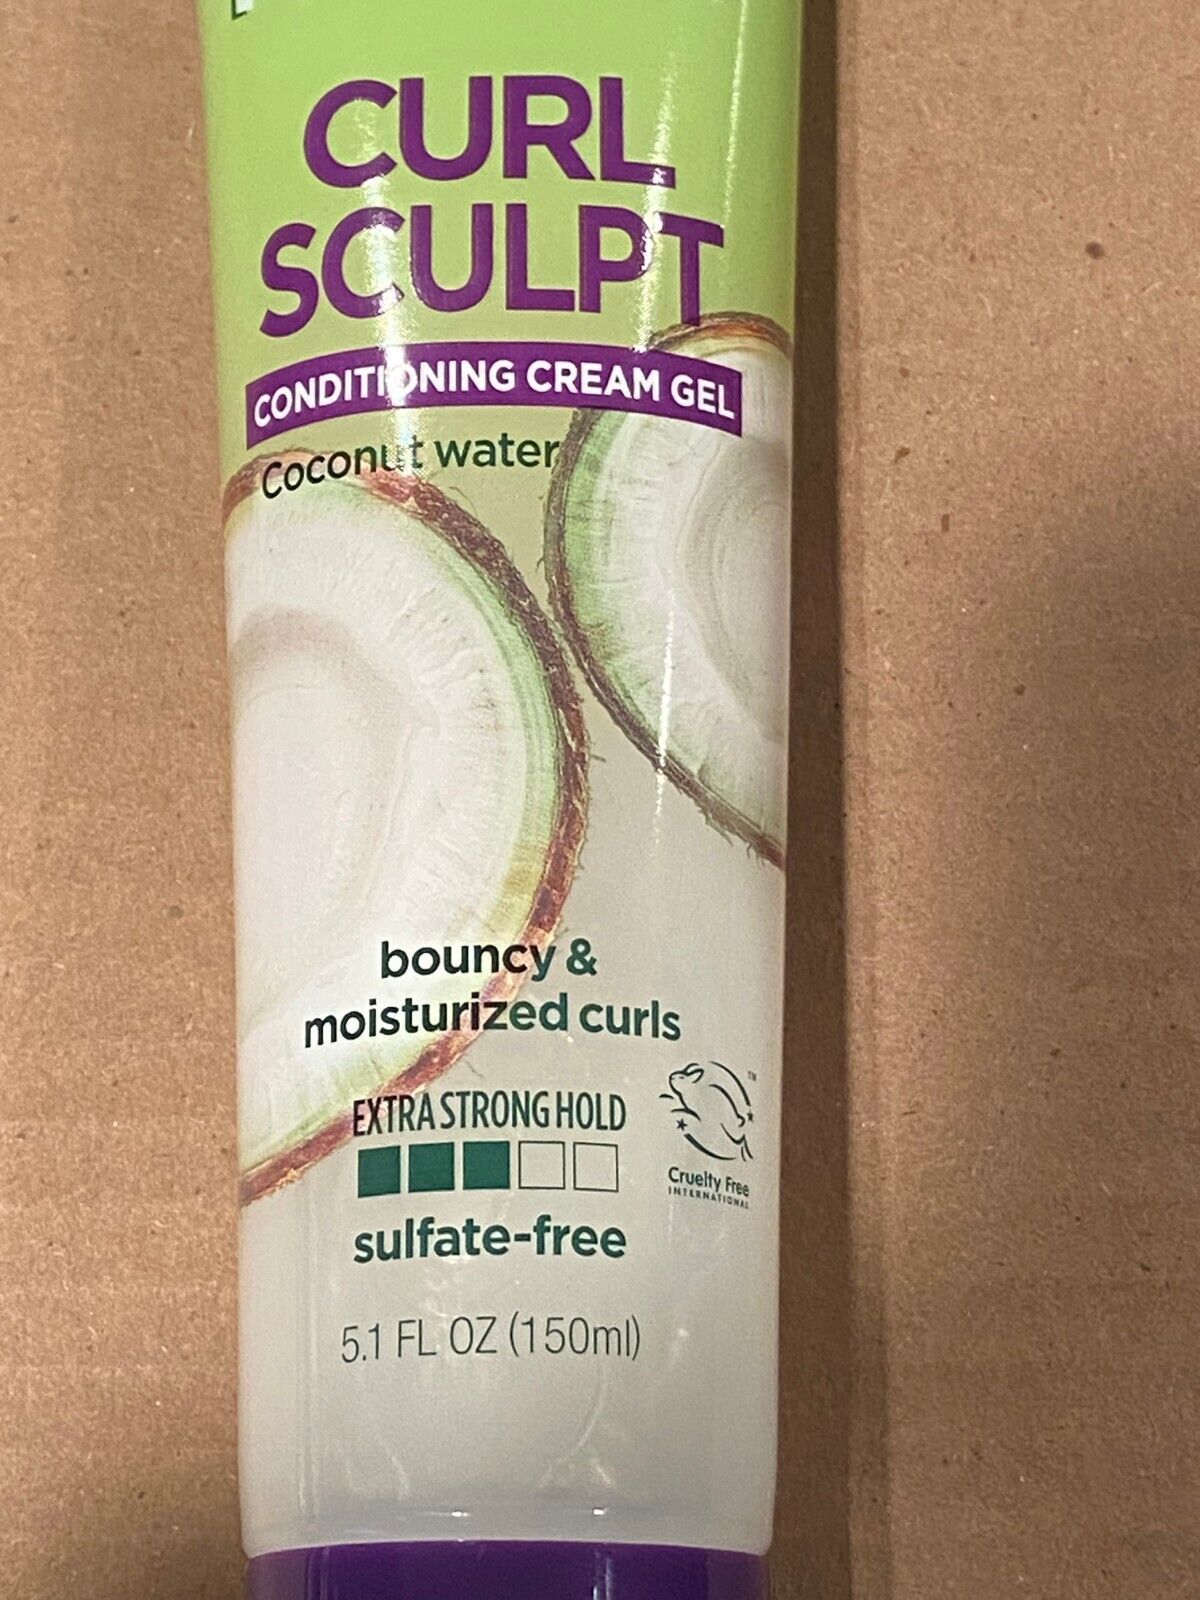 CURL
SCULPT
CONDITIONING CREAM GEL
Coconut water
bouncy &
moisturized curls
EXTRA STRONG HOLD
TM
Cruelty Free
INTERNATIONAL
sulfate-free
5.1 FL OZ (150ml)